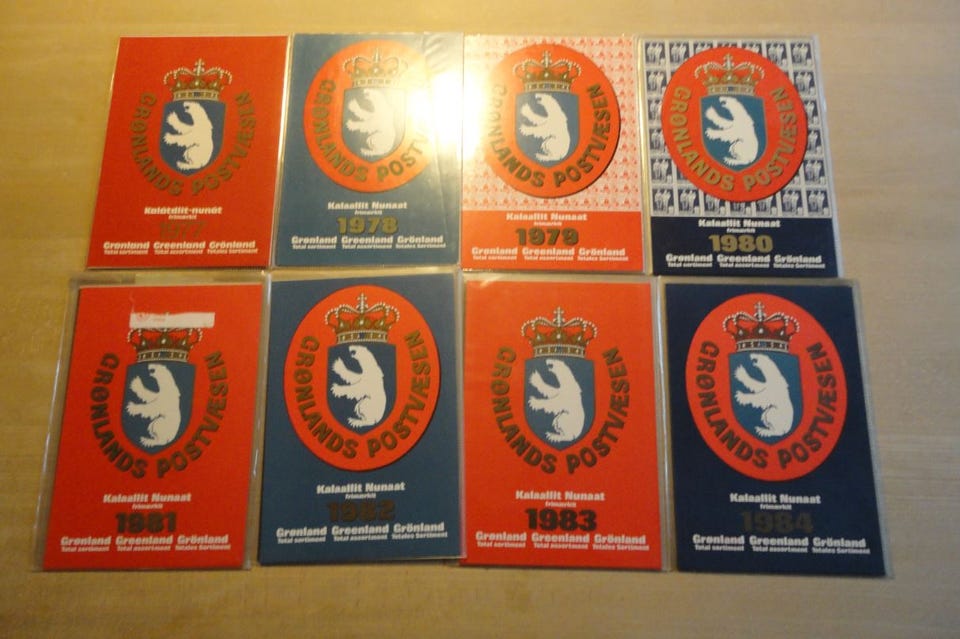 GRØNLANDS POSTVÆSEN
Kalâtdlit-nunât
frimærkit
1977
Grønland Greenland Grönland
Total sortiment Total assortment Totales Sortiment
GRØNLANDS POSTVÆSEN
Kalaallit Nunaat
frimærkit
1978
Grønland Greenland Grönland
Total sortiment Total assortment Totales Sortiment
GRØNLANDS POSTVÆSEN
Kalaallit Nunaat
frimærkit
1979
Grønland Greenland Grönland
Total sortiment Total assortment Totales Sortiment
GRØNLANDS POSTVÆSEN
Kalaallit Nunaat
frimærkit
1980
Grønland Greenland Grönland
Total sortiment Total assortment Totales Sortiment
GRØNLANDS POSTVÆSEN
Kalaallit Nunaat
frimærkit
1981
Grønland Greenland Grönland
Total sortiment Total assortment Totales Sortiment
GRØNLANDS POSTVÆSEN
Kalaallit Nunaat
frimærkit
1982
Grønland Greenland Grönland
Total sortiment Total assortment Totales Sortiment
GRØNLANDS POSTVÆSEN
Kalaallit Nunaat
frimærkit
1983
Grønland Greenland Grönland
Total sortiment Total assortment Totales Sortiment
GRØNLANDS POSTVÆSEN
Kalaallit Nunaat
frimærkit
1984
Grønland Greenland Grönland
Total sortiment Total assortment Totales Sortiment